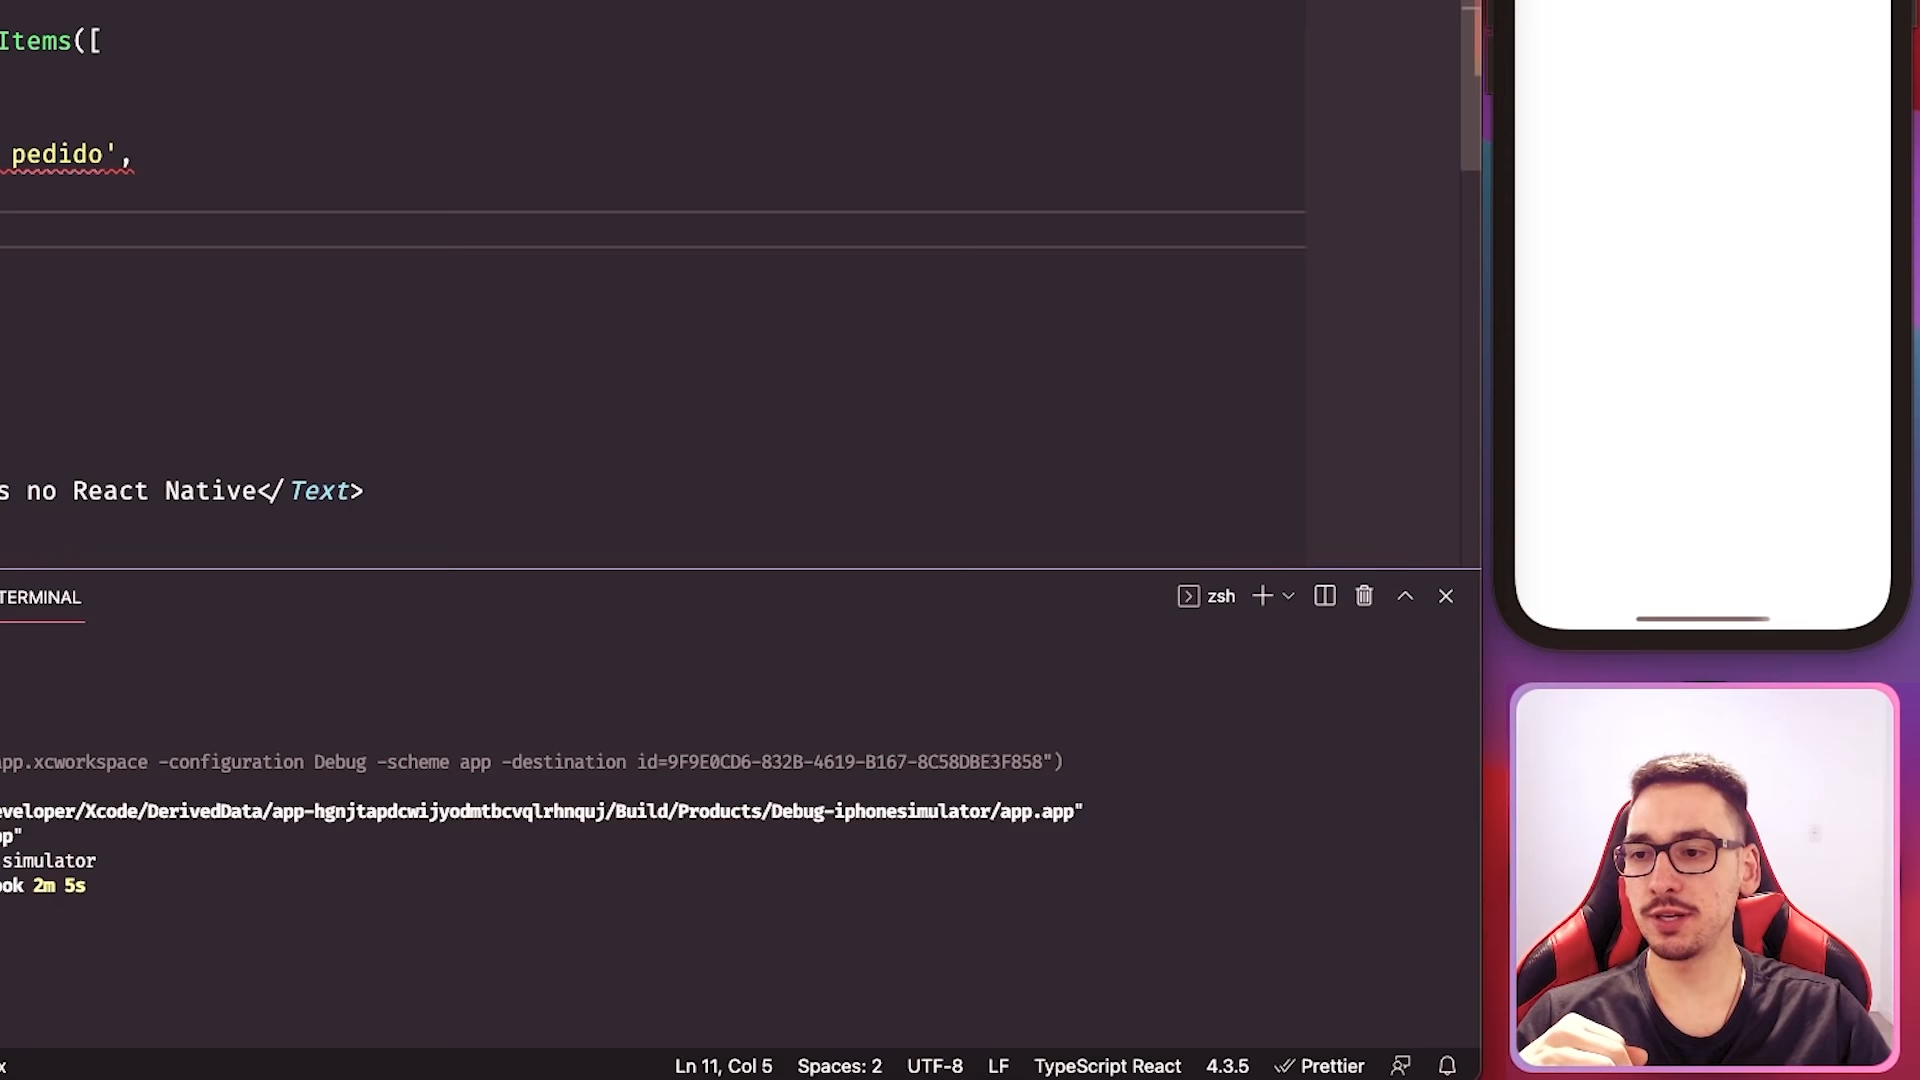 Items([
pedido',
s no React Native</Text>
TERMINAL
zsh
app.xcworkspace -configuration Debug -scheme app -destination id=9F9E0CD6-832B-4619-B167-8C58DBE3F858")
eveloper/Xcode/DerivedData/app-hgnjtapdcwijyodmtbcvqlrhnquj/Build/Products/Debug-iphonesimulator/app.app"
pp"
simulator
ook 2m 5s
x Ln 11, Col 5 Spaces: 2 UTF-8 LF TypeScript React 4.3.5 Prettier